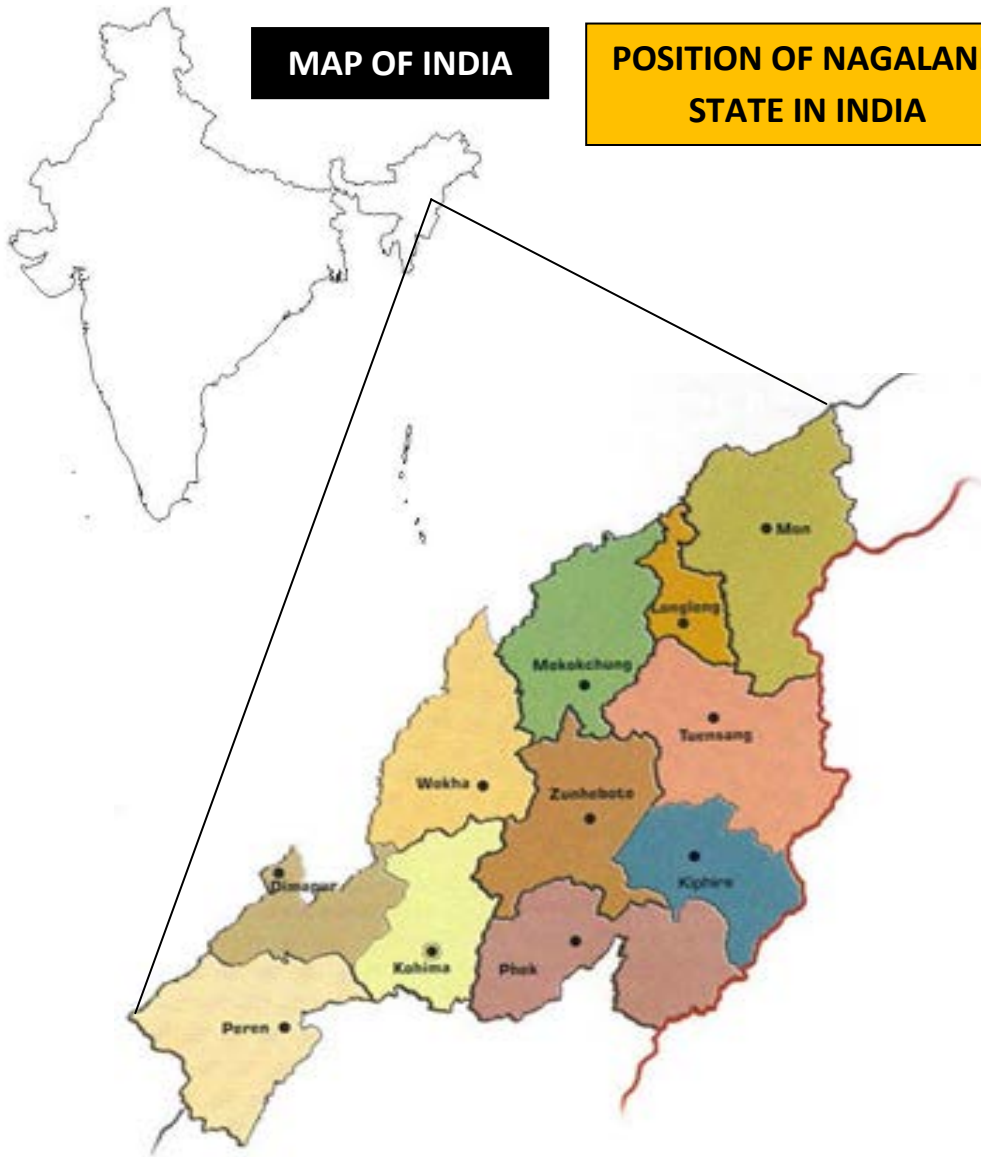 MAP OF INDIA
POSITION OF NAGALAN
STATE IN INDIA
Mon
Longleng
Mokokchung
Tuensang
Wokha
Zunheboto
Kiphire
Dimapur
Kohima
Phek
Peren